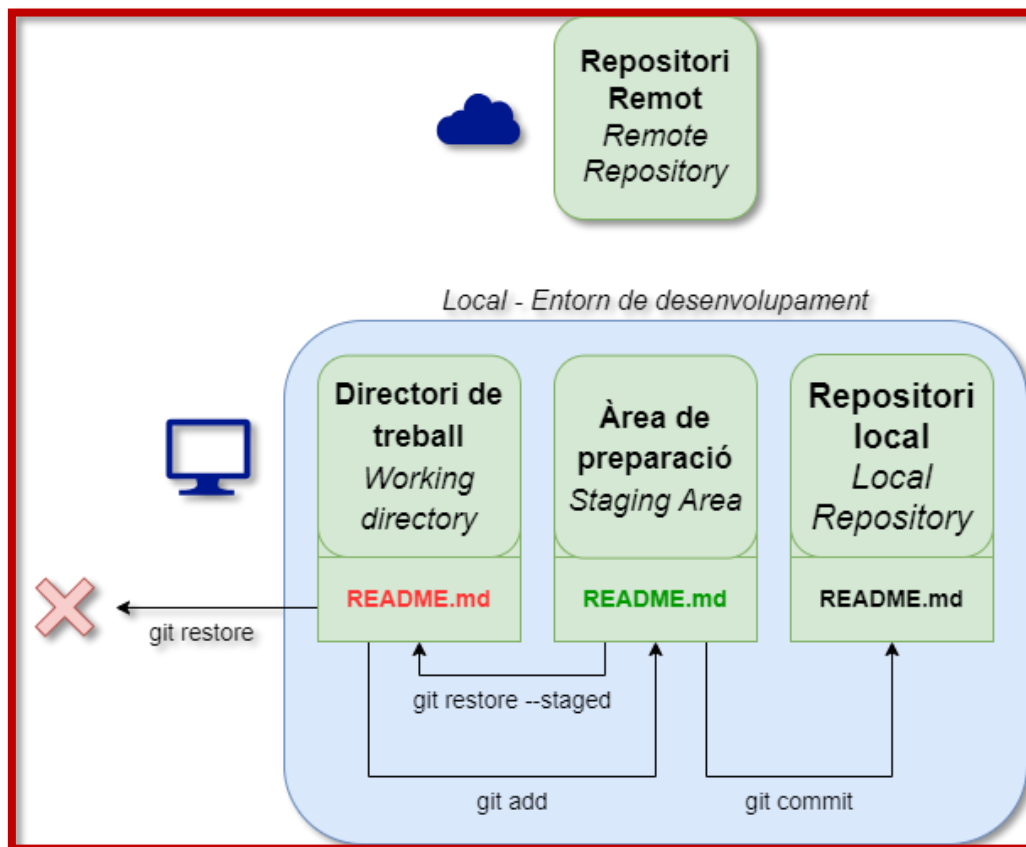 Repositori
Remot
Remote
Repository
Local - Entorn de desenvolupament
Directori de
treball
Working
directory
Àrea de
preparació
Staging Area
Repositori
local
Local
Repository
README.md
README.md
README.md
git restore
git restore --staged
git add
git commit